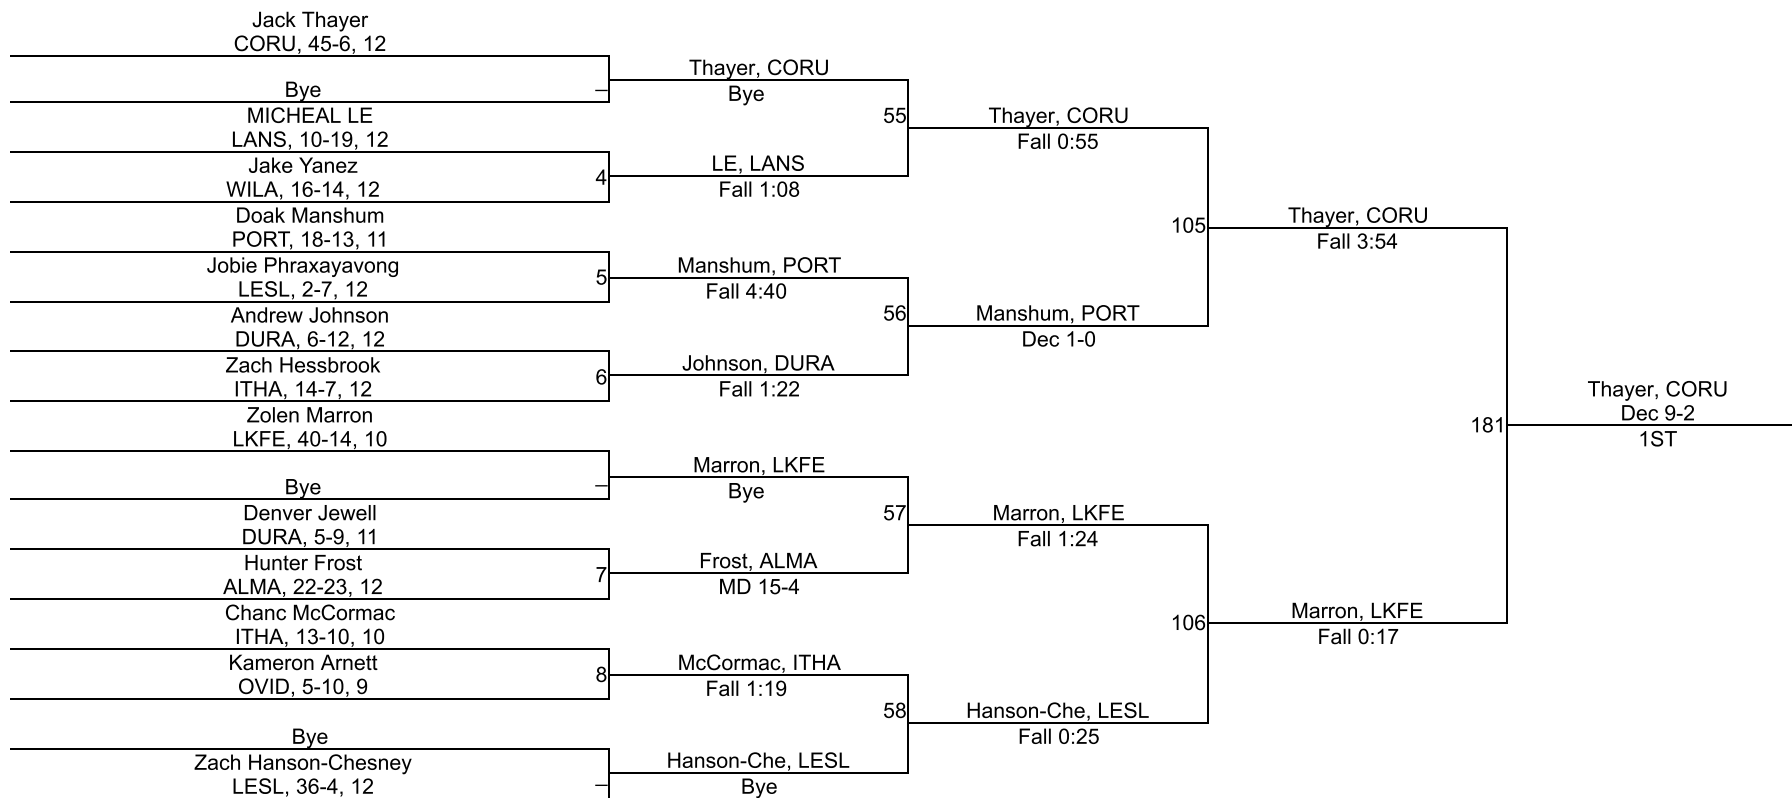 Jack Thayer
CORU, 45-6, 12
Bye
–
MICHEAL LE
LANS, 10-19, 12
Jake Yanez
WILA, 16-14, 12
4
Doak Manshum
PORT, 18-13, 11
Jobie Phraxayavong
LESL, 2-7, 12
5
Andrew Johnson
DURA, 6-12, 12
Zach Hessbrook
ITHA, 14-7, 12
6
Zolen Marron
LKFE, 40-14, 10
Bye
–
Denver Jewell
DURA, 5-9, 11
Hunter Frost
ALMA, 22-23, 12
7
Chanc McCormac
ITHA, 13-10, 10
Kameron Arnett
OVID, 5-10, 9
8
Bye
Zach Hanson-Chesney
LESL, 36-4, 12
–
Thayer, CORU
Bye
55
LE, LANS
Fall 1:08
Manshum, PORT
Fall 4:40
56
Johnson, DURA
Fall 1:22
Marron, LKFE
Bye
57
Frost, ALMA
MD 15-4
McCormac, ITHA
Fall 1:19
58
Hanson-Che, LESL
Bye
Thayer, CORU
Fall 0:55
105
Manshum, PORT
Dec 1-0
Marron, LKFE
Fall 1:24
106
Hanson-Che, LESL
Fall 0:25
Thayer, CORU
Fall 3:54
181
Marron, LKFE
Fall 0:17
Thayer, CORU
Dec 9-2
1ST